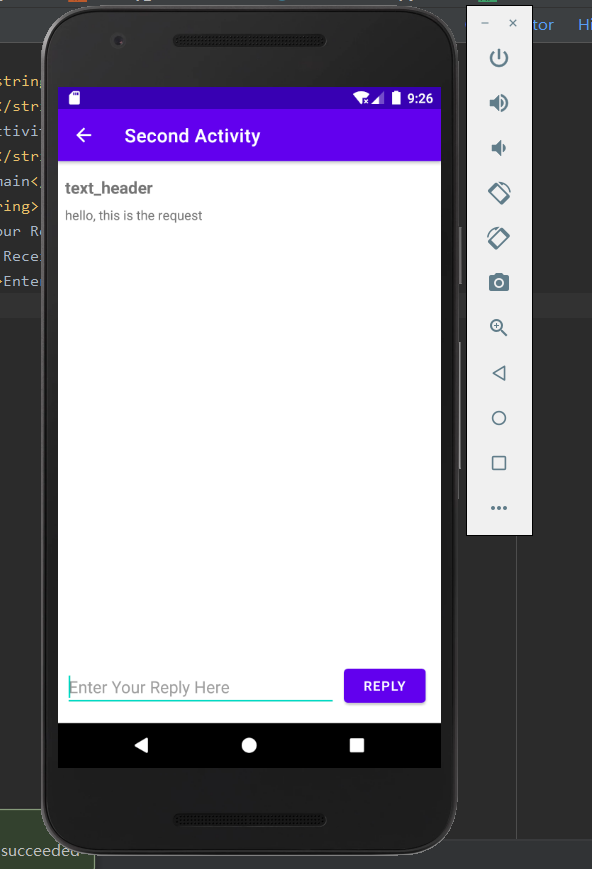 9:26
Second Activity
text_header
hello, this is the request
Enter Your Reply Here
REPLY
string
</stri
ctivit
</stri
main<
ring>
our Re
Recei
>Enter
tor
Hi
succeeded